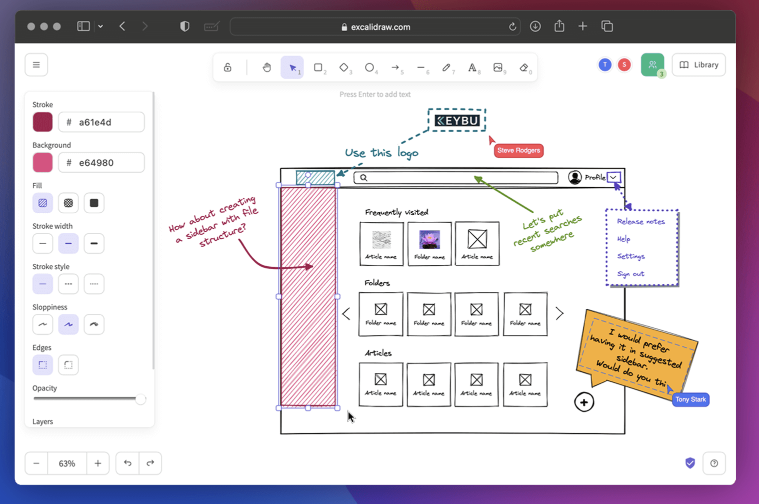 excalidraw.com
1
2
3
4
5
6
7
8
9
0
T
S
3
Library
Press Enter to add text
Stroke
# a61e4d
Background
# e64980
Fill
Stroke width
Stroke style
Sloppiness
Edges
Opacity
Layers
63%
KEYBU
Steve Rodgers
Use this logo
Profile
How about creating
a sidebar with file
structure?
Let's put
recent searches
somewhere
Release notes
Help
Settings
Sign out
Frequently visited
Article name
Folder name
Article name
Folders
Folder name
Folder name
Folder name
Folder name
Articles
Article name
Article name
Article name
Article name
I would prefer
having it in suggested
sidebar.
Would do you thi
Tony Stark